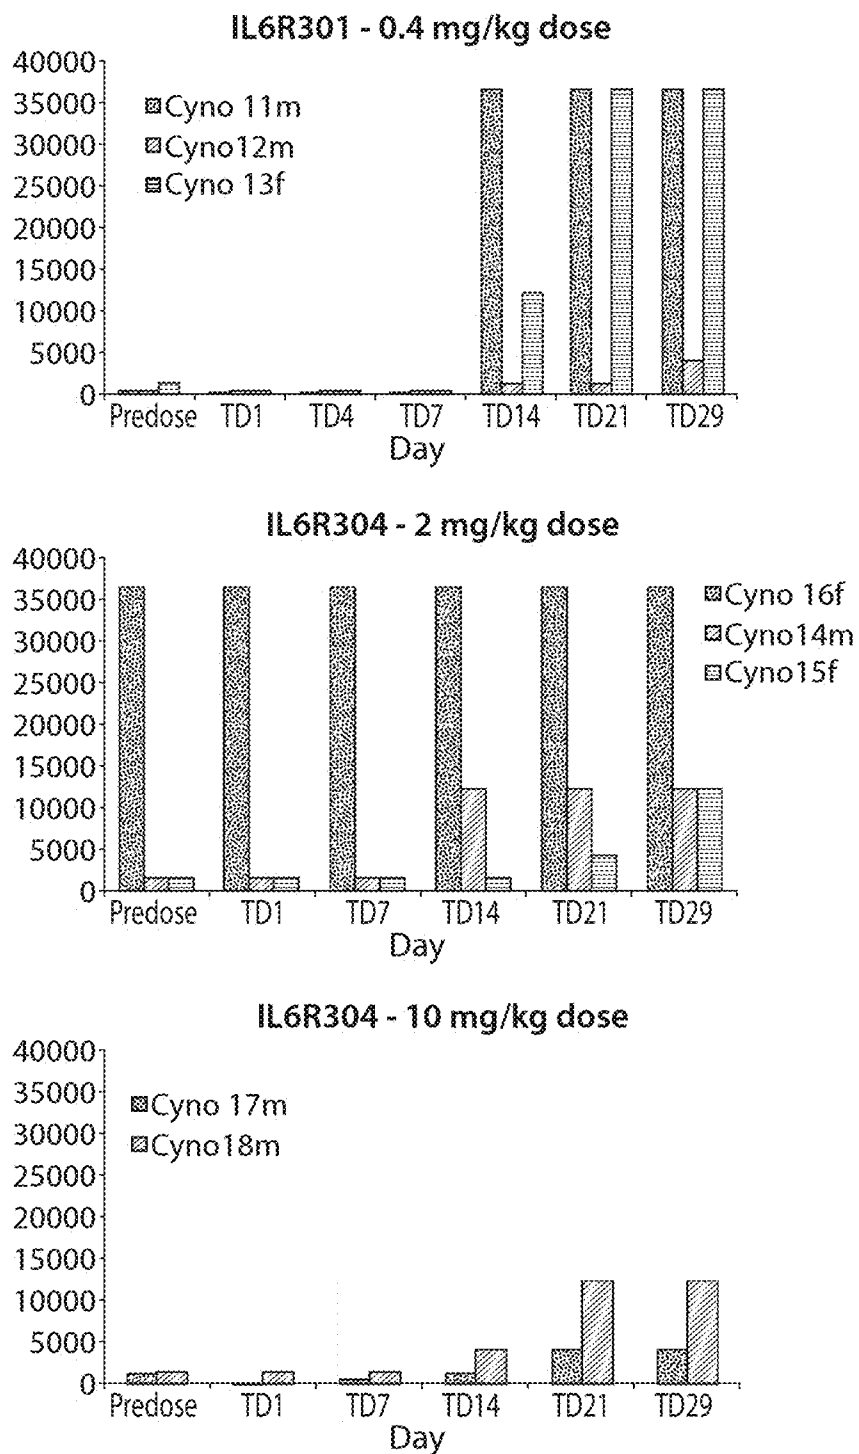 IL6R301 - 0.4 mg/kg dose
40000
35000
30000
25000
20000
15000
10000
5000
0
Cyno 11m
Cyno12m
Cyno 13f
Predose TD1 TD4 TD7 TD14 TD21 TD29
Day
IL6R304 - 2 mg/kg dose
40000
35000
30000
25000
20000
15000
10000
5000
0
Cyno 16f
Cyno14m
Cyno15f
Predose TD1 TD7 TD14 TD21 TD29
Day
IL6R304 - 10 mg/kg dose
40000
35000
30000
25000
20000
15000
10000
5000
0
Cyno 17m
Cyno18m
Predose TD1 TD7 TD14 TD21 TD29
Day